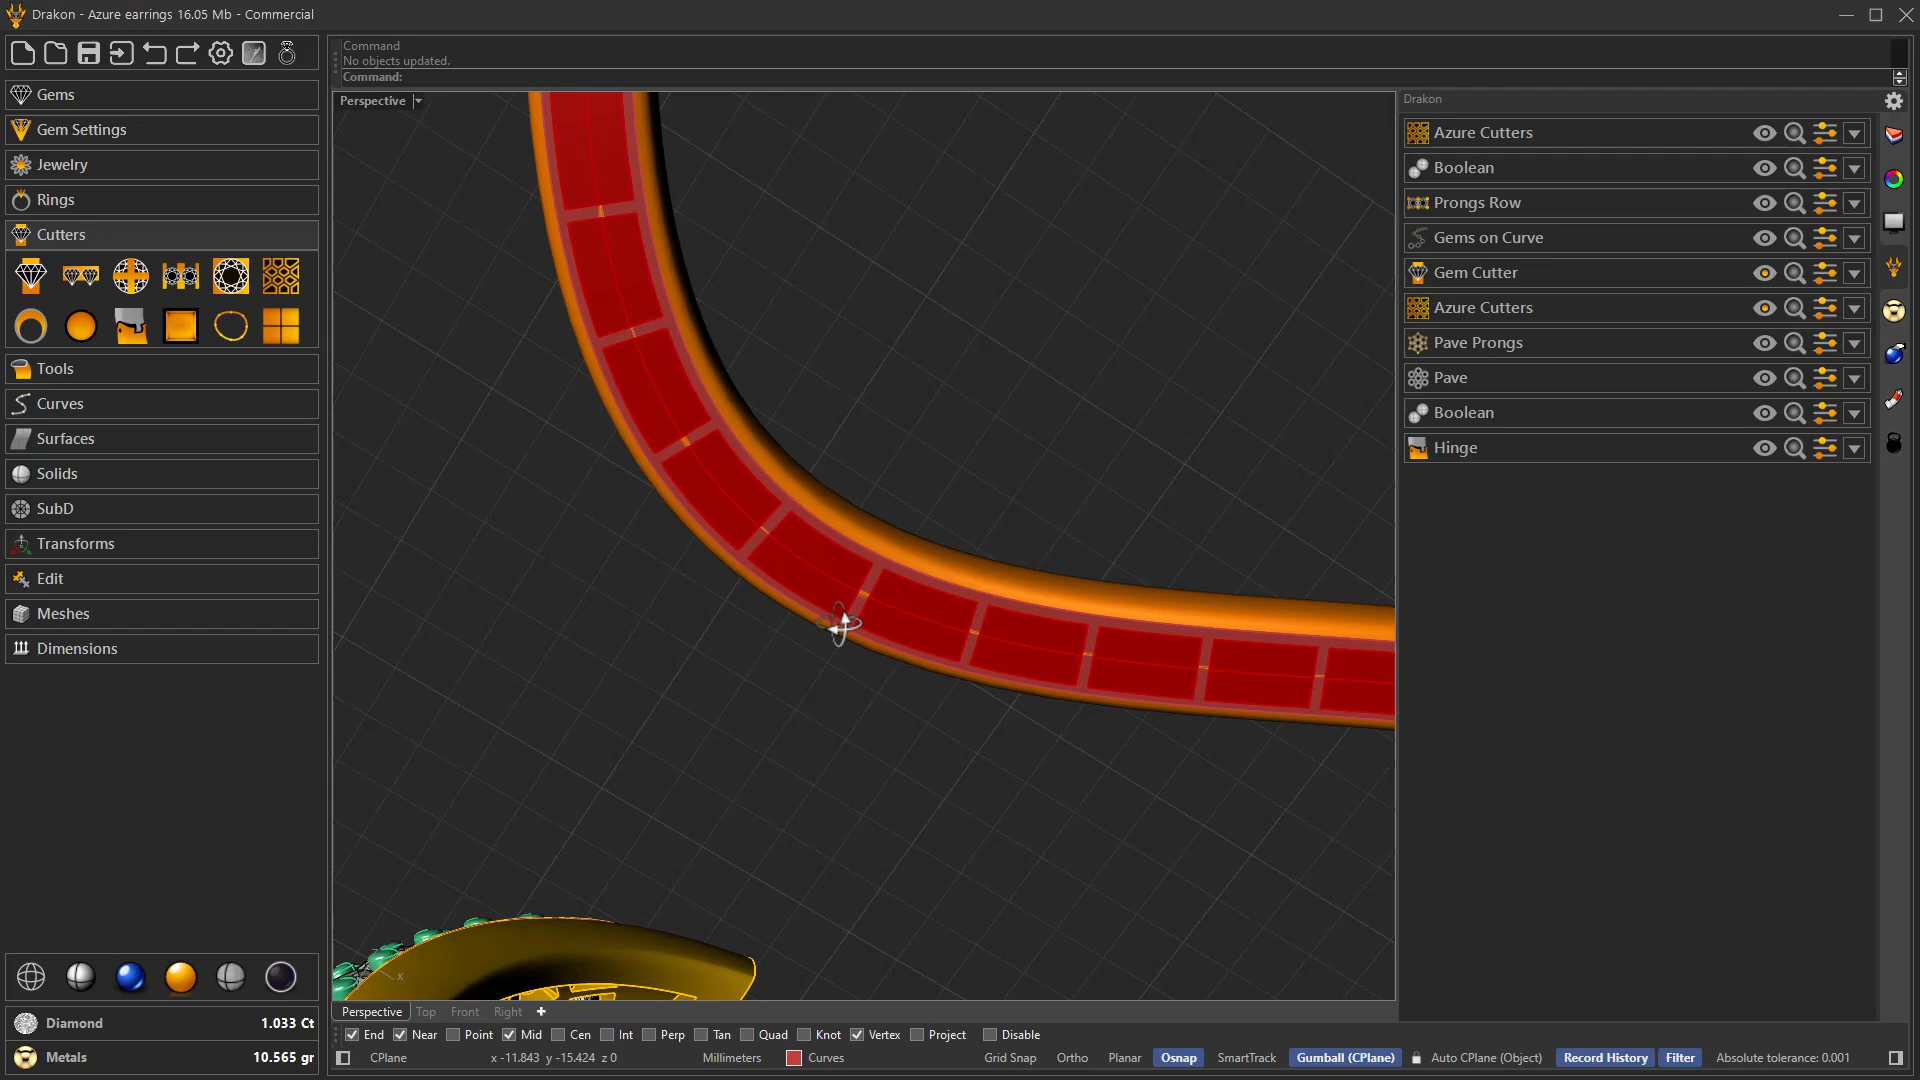 Drakon - Azure earrings 16.05 Mb - Commercial
Command
No objects updated.
Command:
Gems
Gem Settings
Jewelry
Rings
Cutters
Tools
Curves
Surfaces
Solids
SubD
Transforms
Edit
Meshes
Dimensions
Diamond 1.033 Ct
Metals 10.565 gr
Perspective
x
Drakon
Azure Cutters
Boolean
Prongs Row
Gems on Curve
Gem Cutter
Azure Cutters
Pave Prongs
Pave
Boolean
Hinge
Perspective Top Front Right
End Near Point Mid Cen Int Perp Tan Quad Knot Vertex Project Disable
CPlane x -11.843 y -15.424 z 0 Millimeters Curves Grid Snap Ortho Planar Osnap SmartTrack Gumball (CPlane) Auto CPlane (Object) Record History Filter Absolute tolerance: 0.001